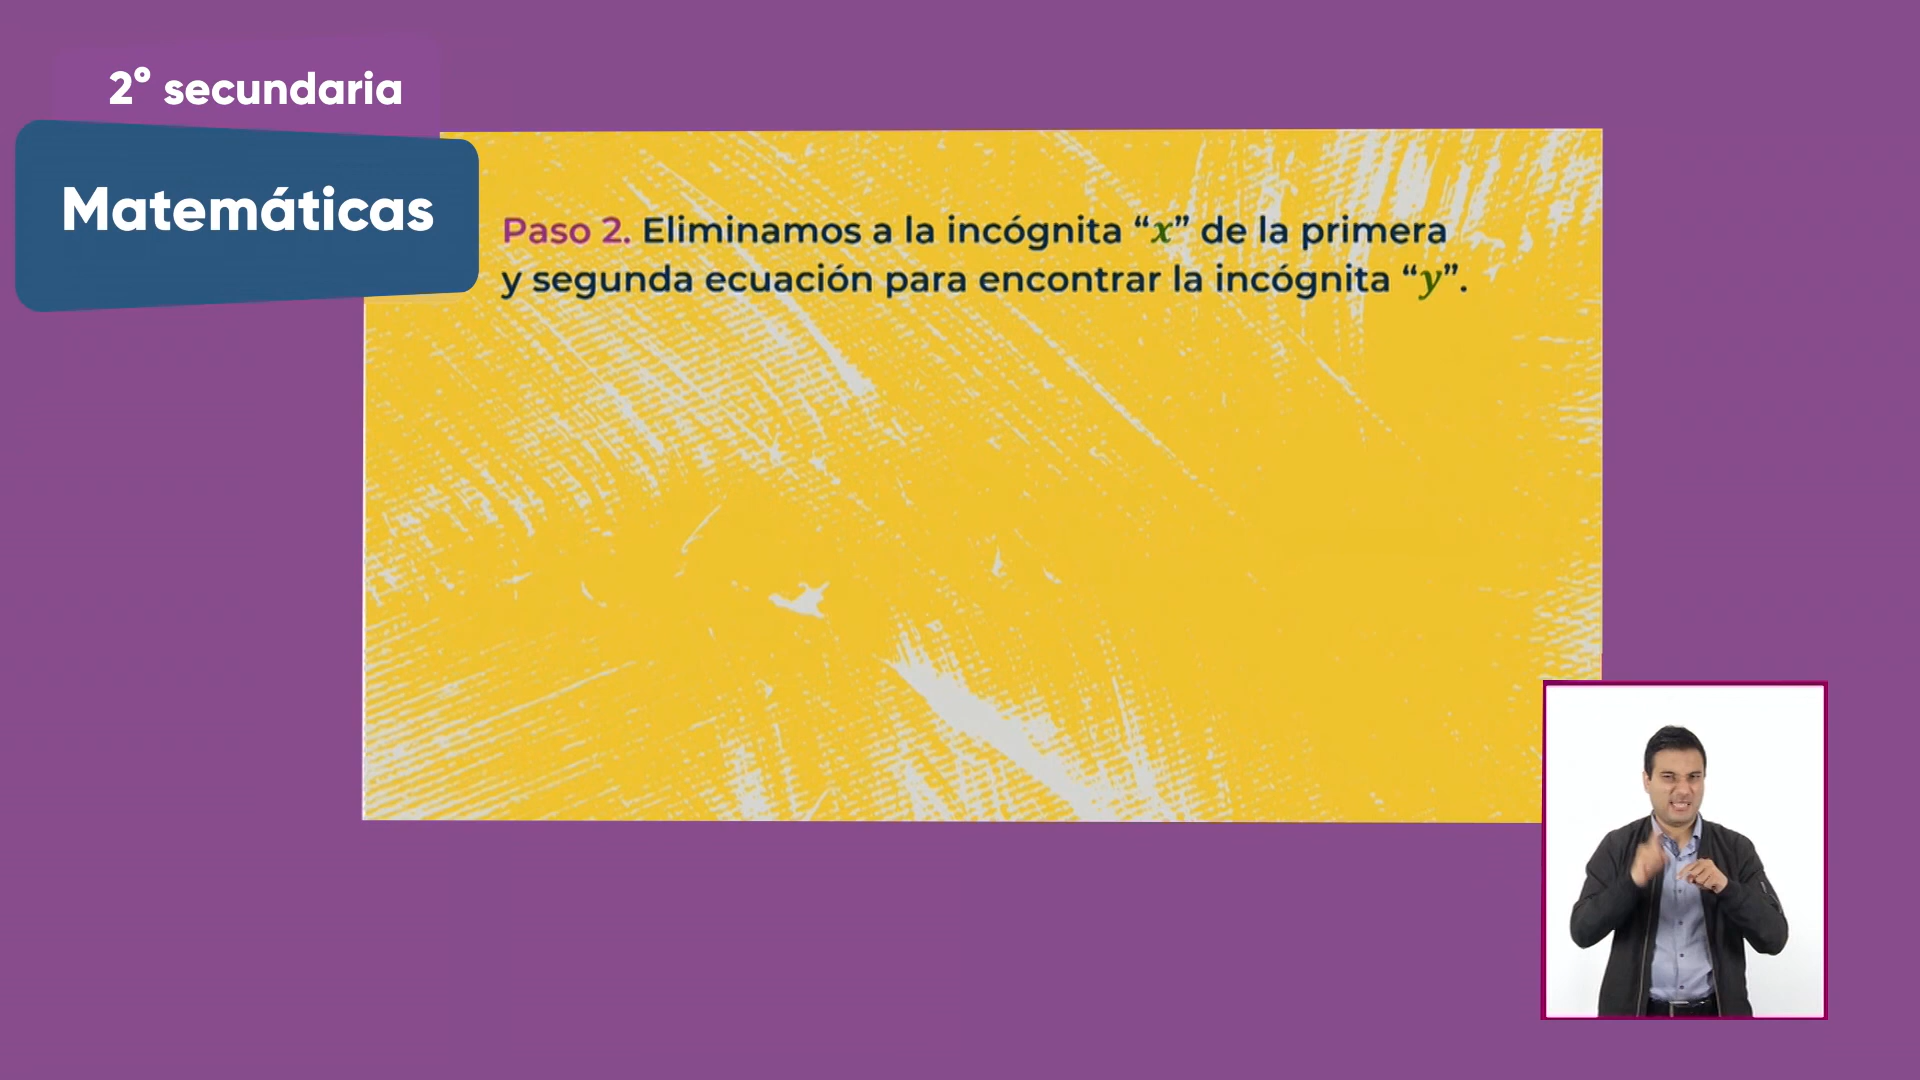 2° secundaria
Matemáticas
Paso 2. Eliminamos a la incógnita “x” de la primera
y segunda ecuación para encontrar la incógnita “y”.